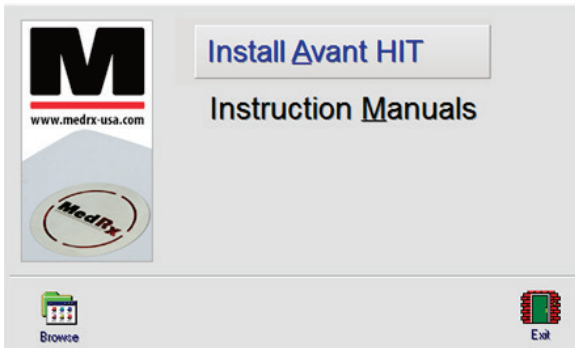 M
www.medrx-usa.com
MedRx
Install Avant HIT
Instruction Manuals
Browse
Exit